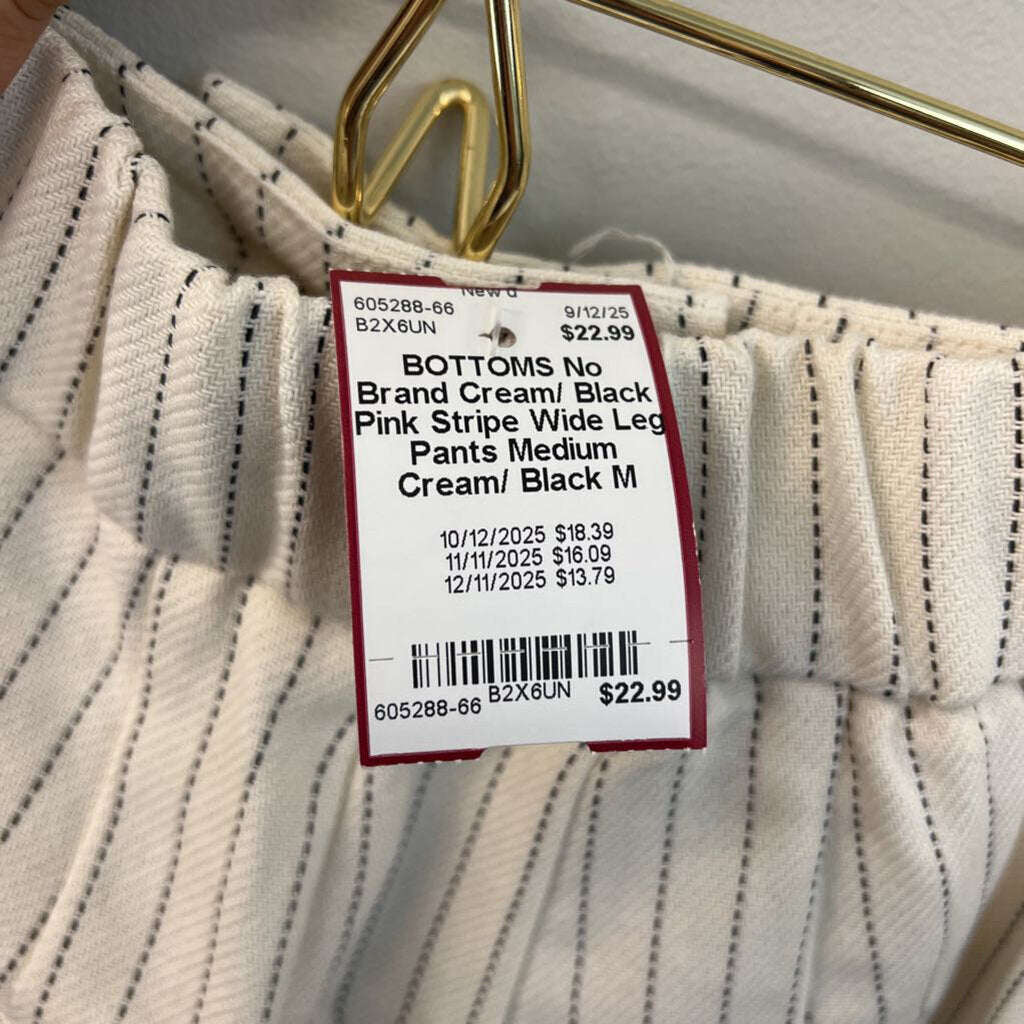 605288-66
B2X6UN
9/12/25
$22.99
BOTTOMS No
Brand Cream/ Black
Pink Stripe Wide Leg
Pants Medium
Cream/ Black M
10/12/2025 $18.39
11/11/2025 $16.09
12/11/2025 $13.79
605288-66 B2X6UN $22.99